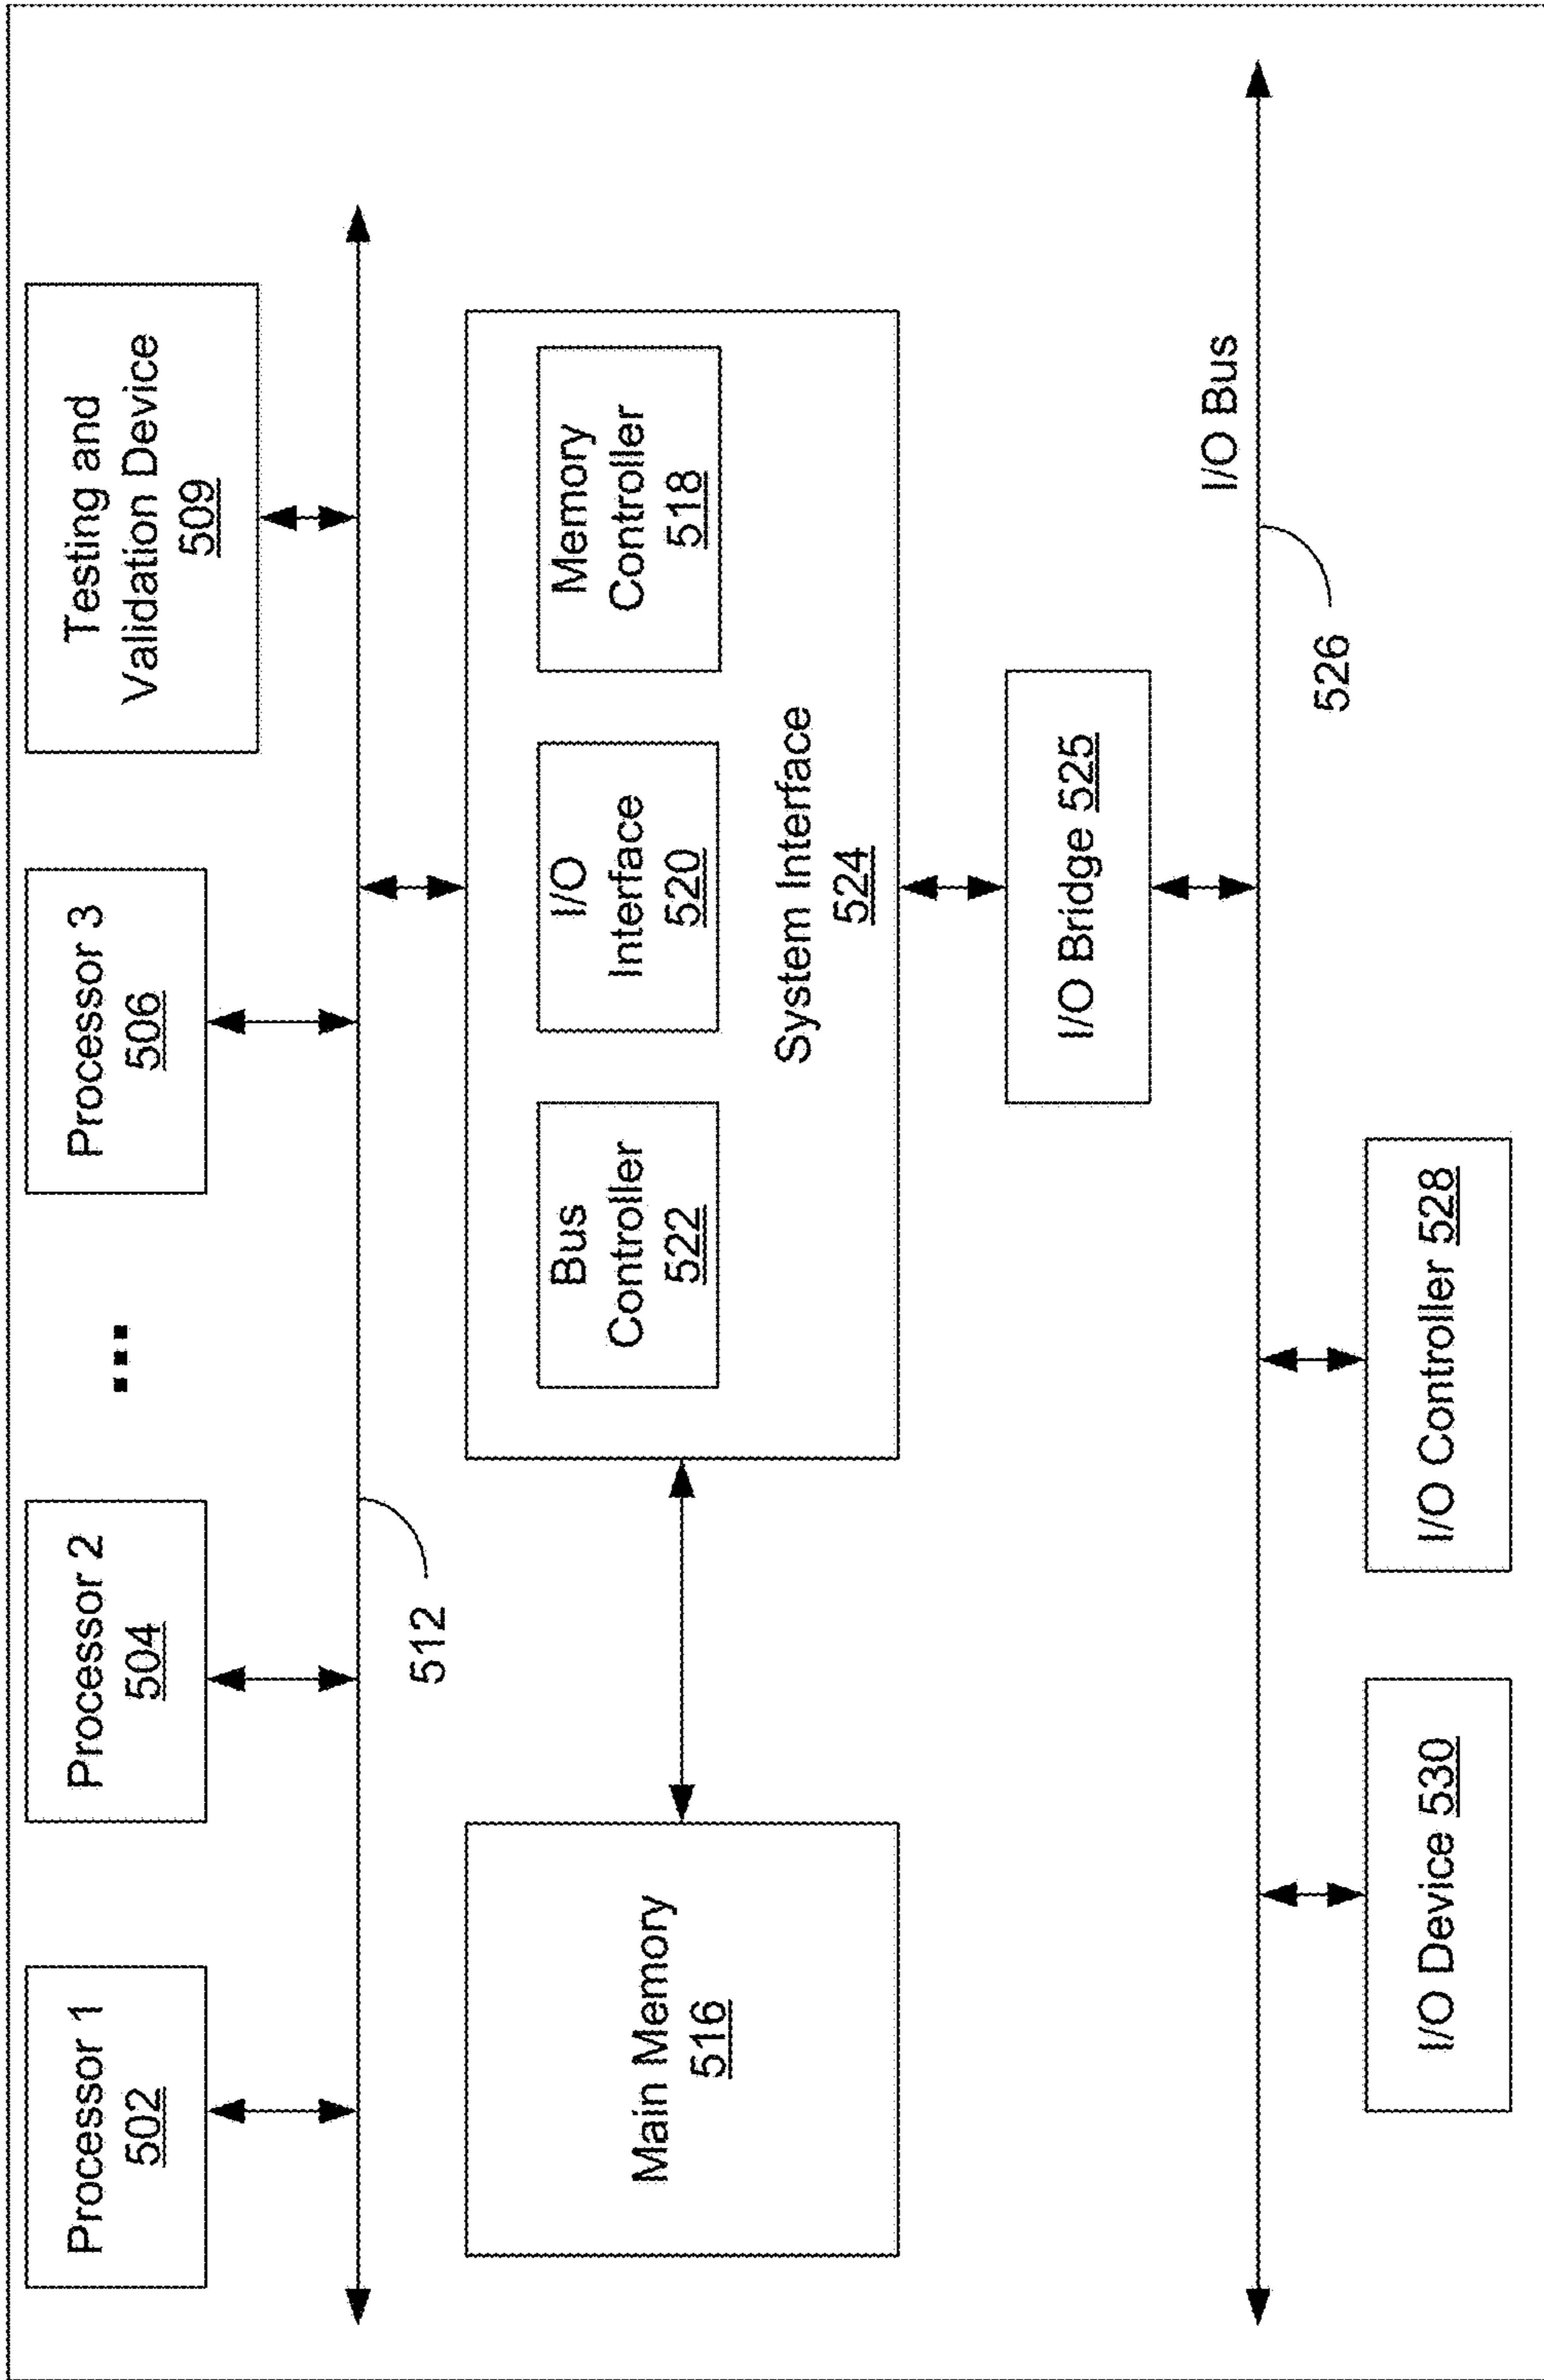 Processor 1
502
Processor 2
504
...
Processor 3
506
Testing and
Validation Device
509
512
Main Memory
516
Bus
Controller
522
I/O
Interface
520
Memory
Controller
518
System Interface
524
I/O Bridge 525
I/O Bus
526
I/O Device 530
I/O Controller 528